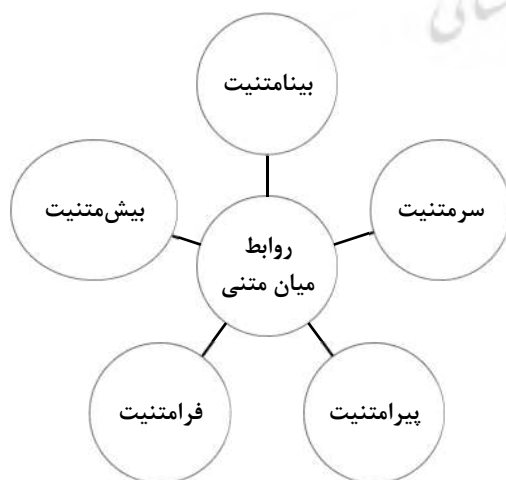 بینامتنیت
سرمتنیت
بیش‌متنیت
روابط
میان متنی
پیرامتنیت
فرامتنیت